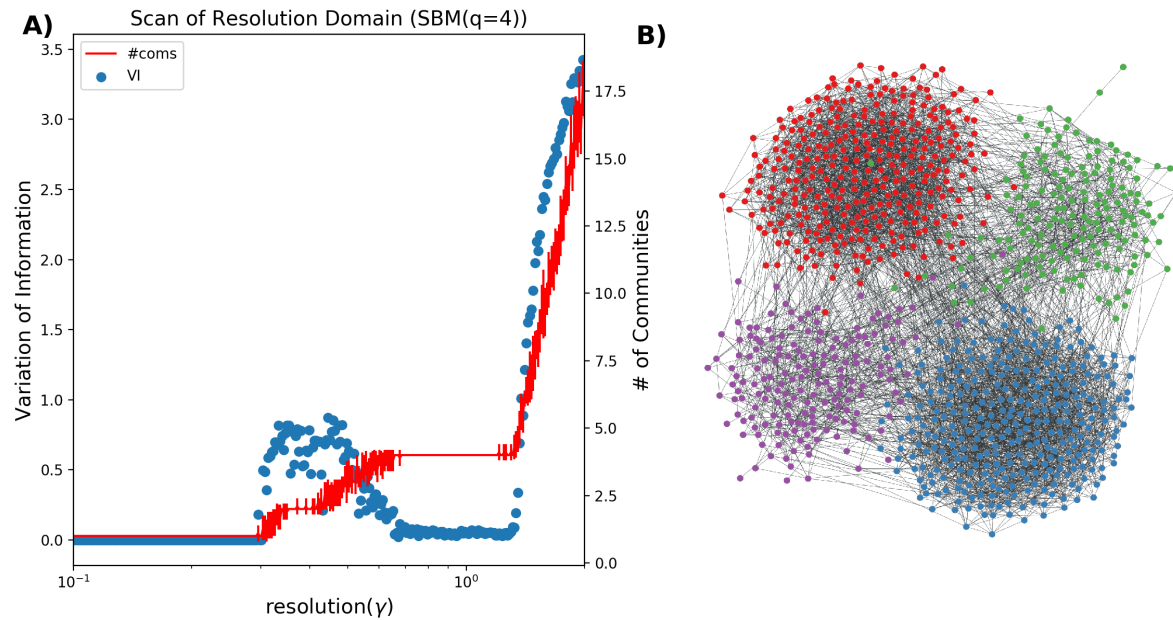 A)
Scan of Resolution Domain (SBM(q=4))
B)
#coms
VI
3.5
3.0
2.5
2.0
1.5
1.0
0.5
0.0
Variation of Information
17.5
15.0
12.5
10.0
7.5
5.0
2.5
0.0
# of Communities
10⁻¹
10⁰
resolution(γ)